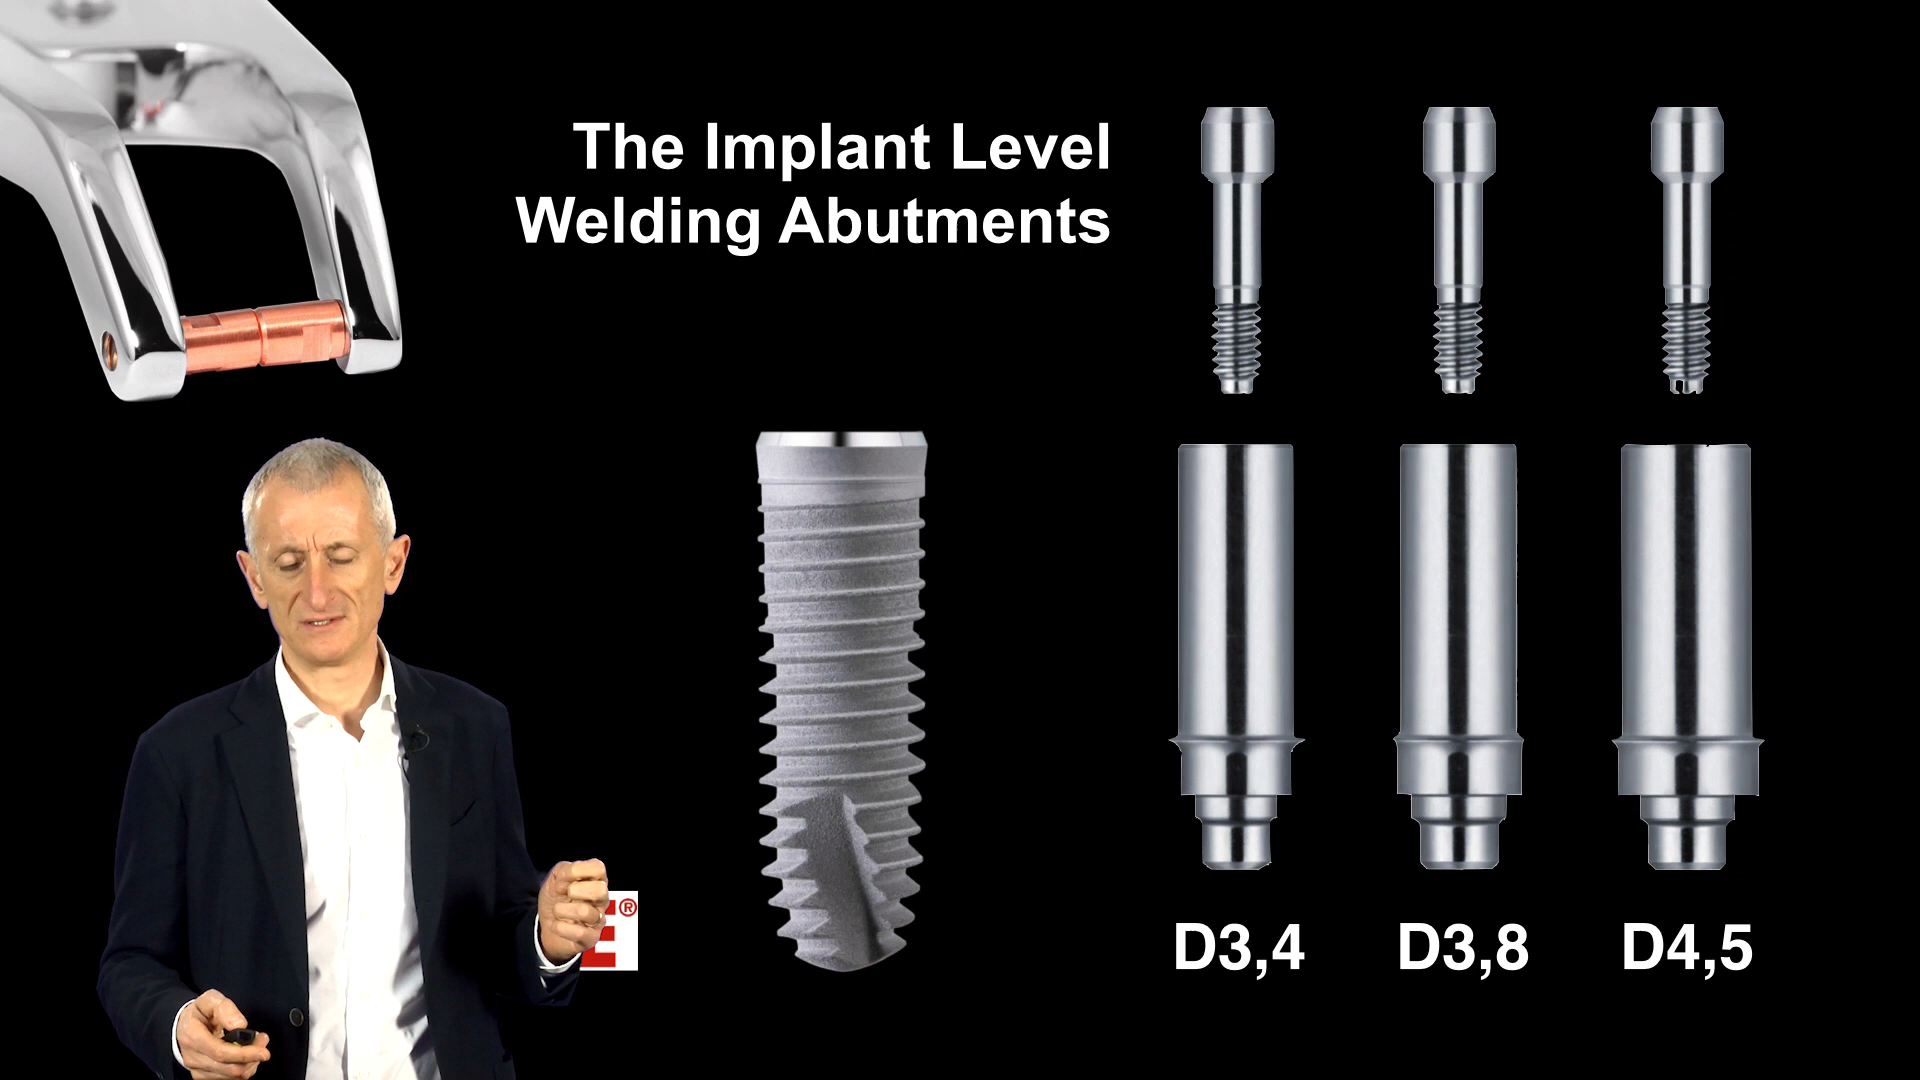 The Implant Level
Welding Abutments
E®
D3,4 D3,8 D4,5